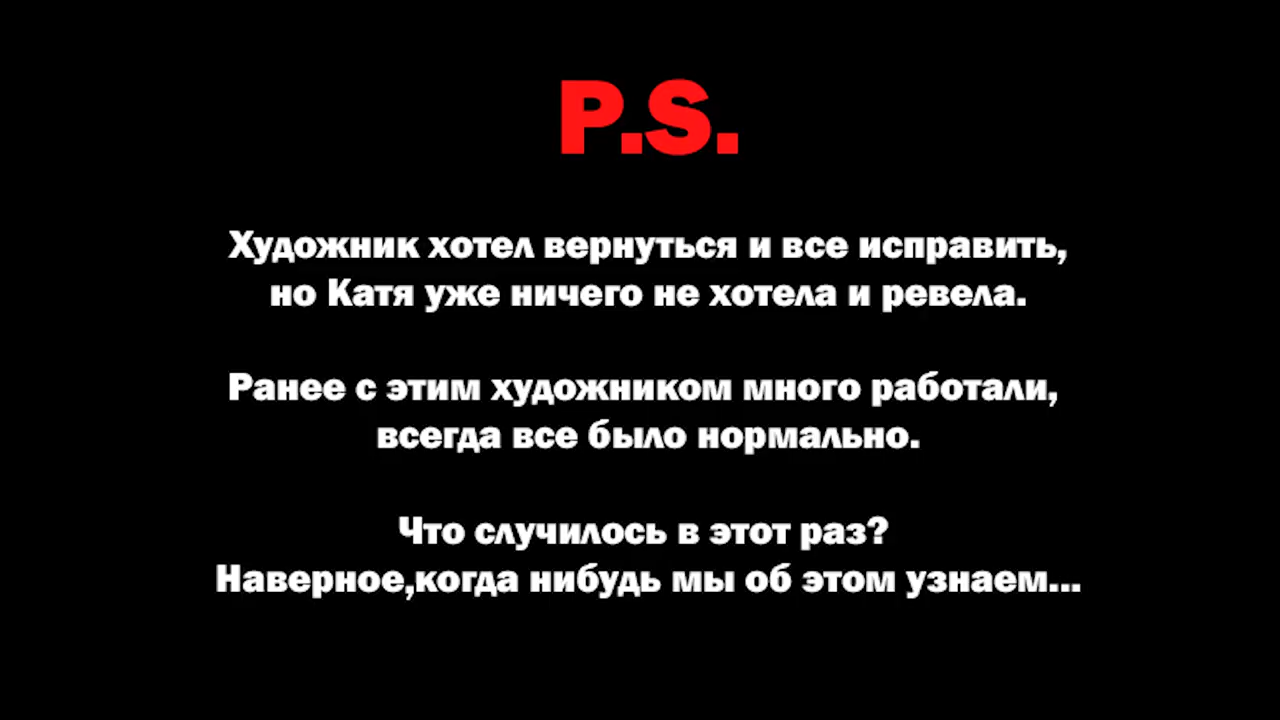 P.S.
Художник хотел вернуться и все исправить,
но Катя уже ничего не хотела и ревела.
Ранее с этим художником много работали,
всегда все было нормально.
Что случилось в этот раз?
Наверное,когда нибудь мы об этом узнаем...